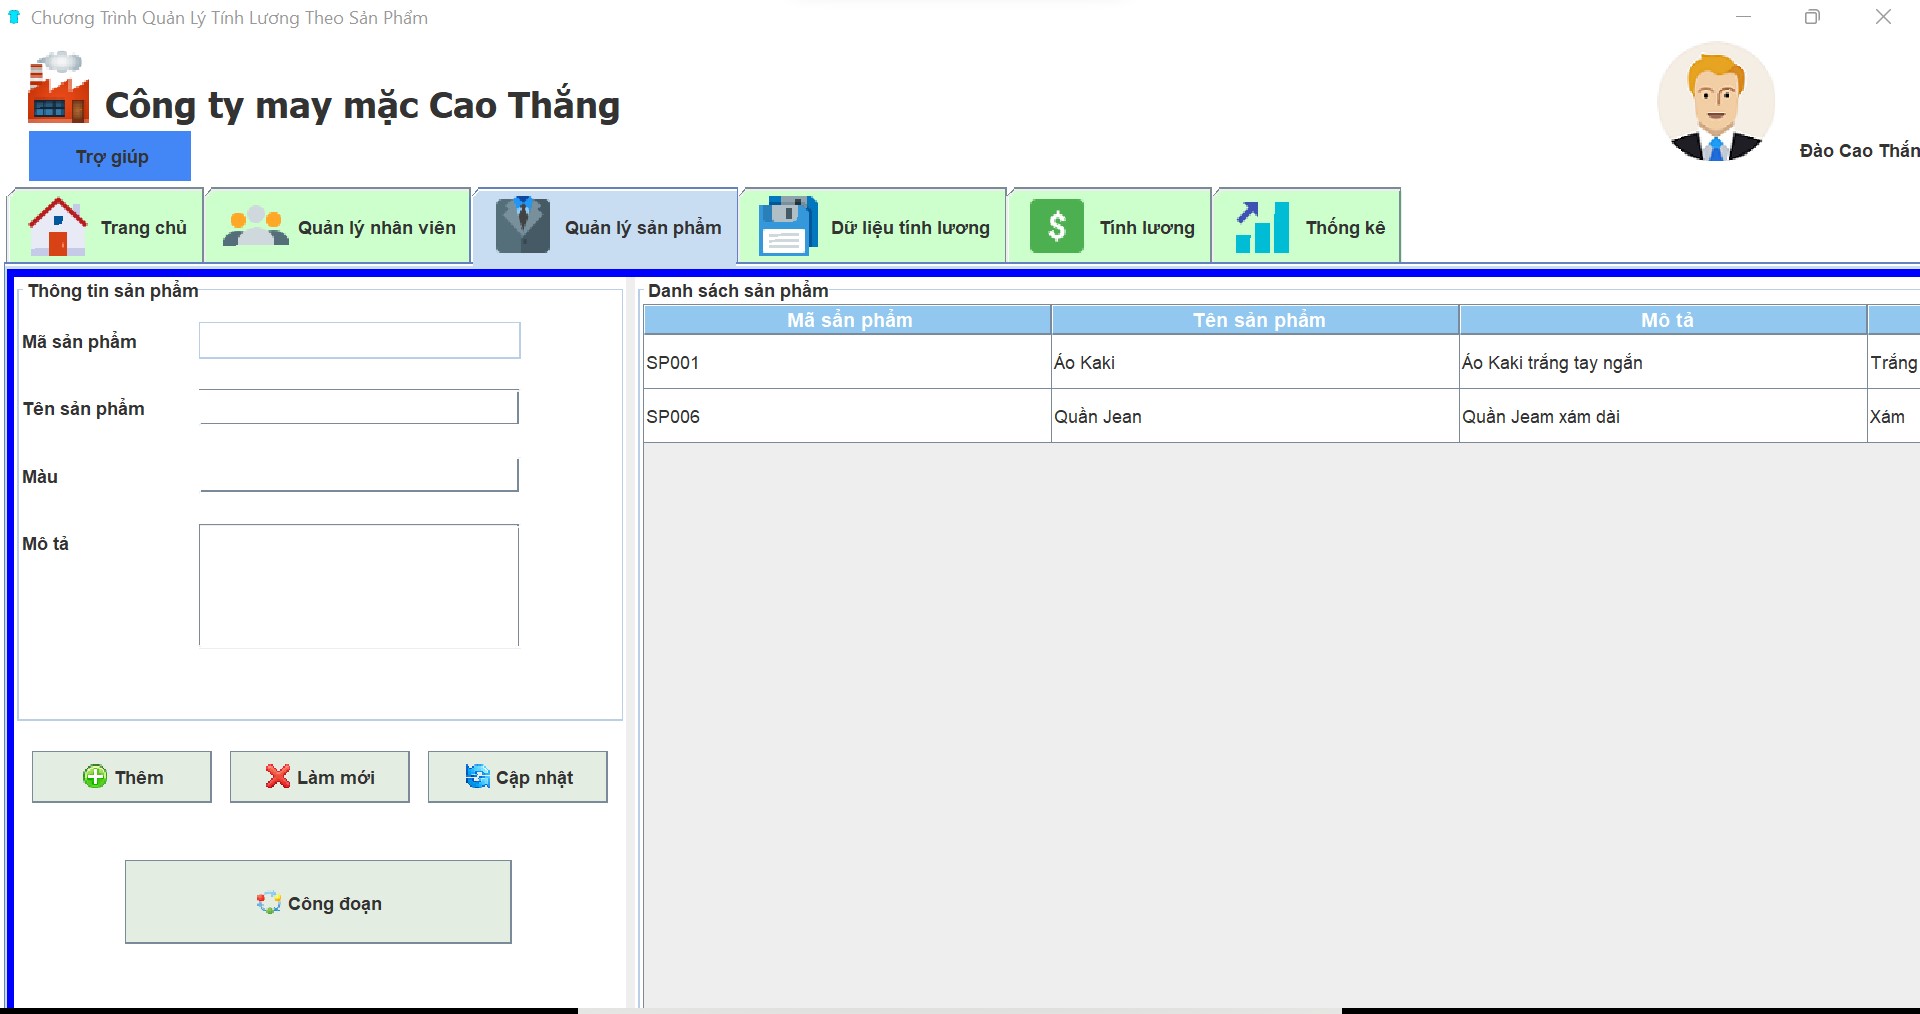 Chương Trình Quản Lý Tính Lương Theo Sản Phẩm
Công ty may mặc Cao Thắng
Trợ giúp
Đào Cao Thắn
Trang chủ
Quản lý nhân viên
Quản lý sản phẩm
Dữ liệu tính lương
Tính lương
Thống kê
Thông tin sản phẩm
Mã sản phẩm
Tên sản phẩm
Màu
Mô tả
Thêm
Làm mới
Cập nhật
Công đoạn
Danh sách sản phẩm
Mã sẩn phẩm Tên sản phẩm Mô tả
SP001 Áo Kaki Áo Kaki trắng tay ngắn Trắng
SP006 Quần Jean Quần Jeam xám dài Xám